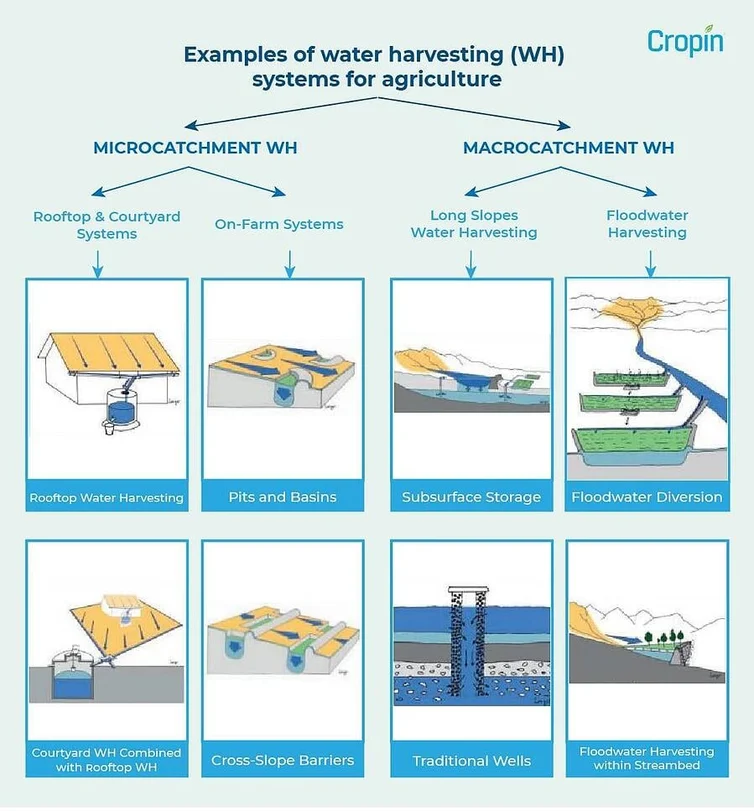 Cropin
Examples of water harvesting (WH)
systems for agriculture
MICROCATCHMENT WH
MACROCATCHMENT WH
Rooftop & Courtyard
Systems
On-Farm Systems
Long Slopes
Water Harvesting
Floodwater
Harvesting
Rooftop Water Harvesting
Pits and Basins
Subsurface Storage
Floodwater Diversion
Courtyard WH Combined
with Rooftop WH
Cross-Slope Barriers
Traditional Wells
Floodwater Harvesting
within Streambed